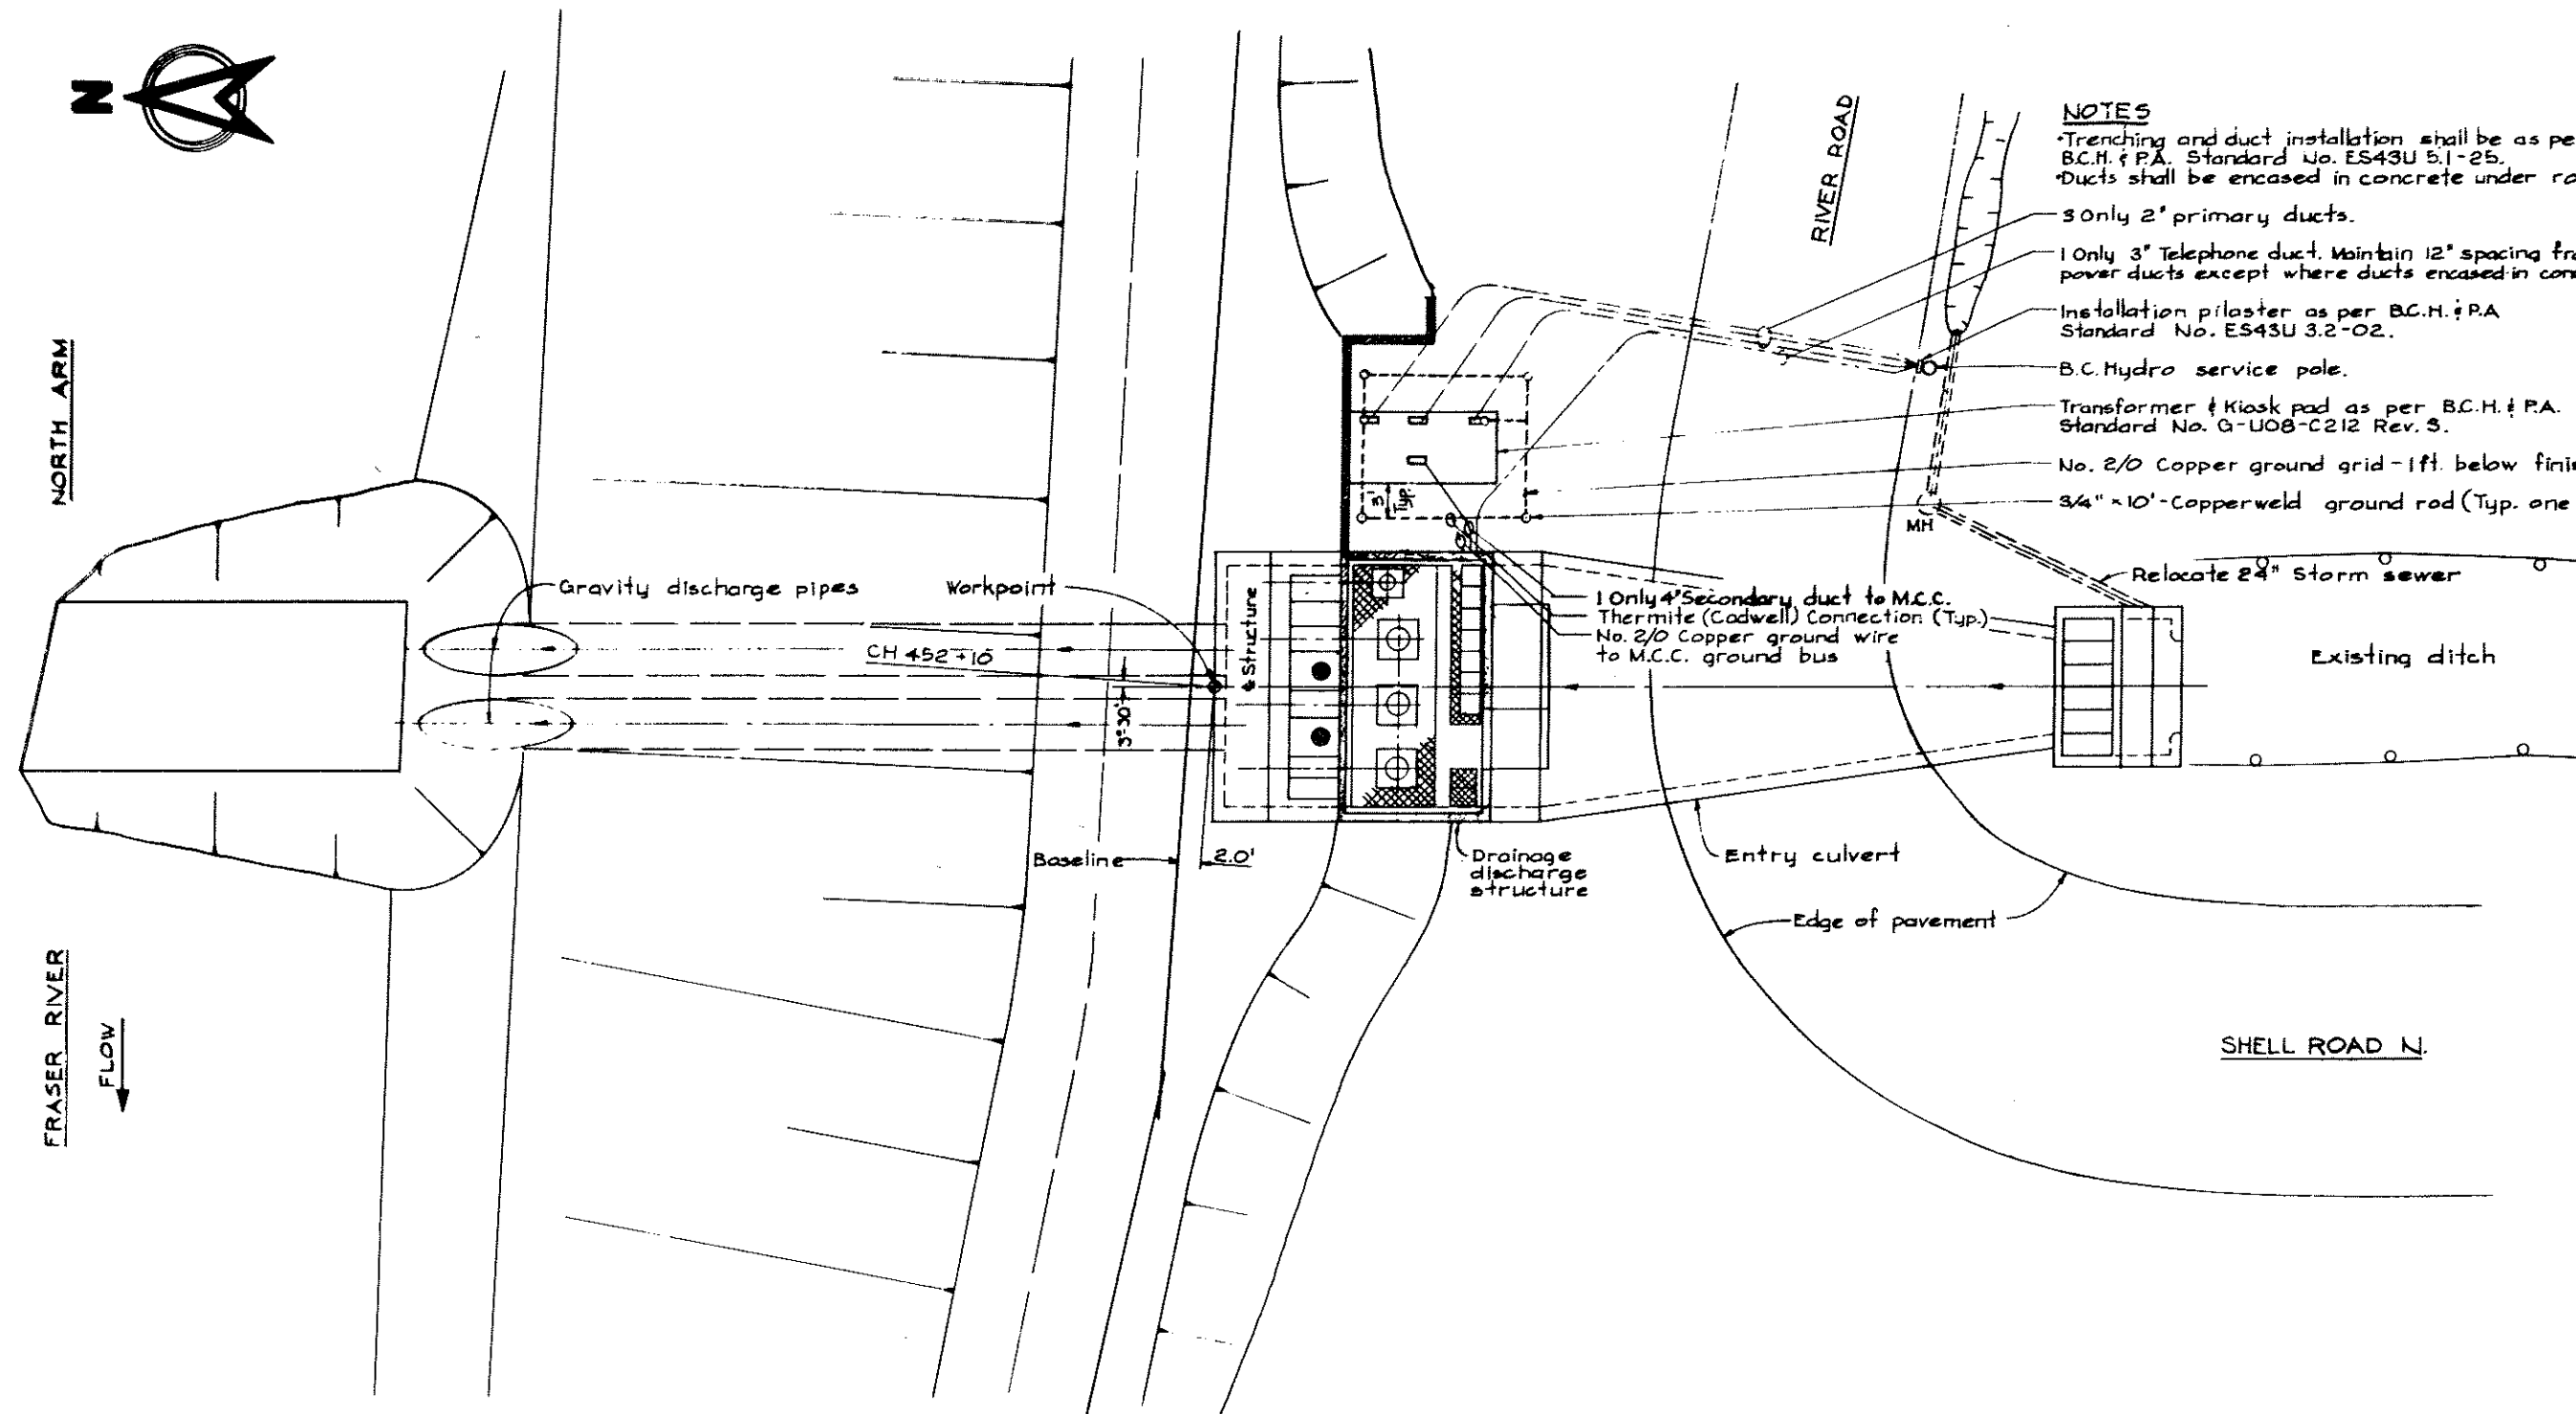 N
NORTH ARM
FRASER RIVER
FLOW
Gravity discharge pipes
Workpoint
CH 452+10
℄ Structure
3°-30'
Baseline
2.0'
3'
Typ.
RIVER ROAD
NOTES
•Trenching and duct installation shall be as pe
B.C.H. & P.A. Standard No. ES43U 5.1-25.
•Ducts shall be encased in concrete under ro
3 Only 2" primary ducts.
1 Only 3" Telephone duct. Maintain 12" spacing fro
power ducts except where ducts encased in con
Installation pilaster as per B.C.H. & P.A
Standard No. ES43U 3.2-02.
B.C. Hydro service pole.
Transformer & Kiosk pad as per B.C.H. & P.A.
Standard No. G-U08-C212 Rev. S.
No. 2/0 Copper ground grid - 1ft. below fini
3/4" x 10' - Copperweld ground rod (Typ. one
MH
Relocate 24" Storm sewer
1 Only 4" Secondary duct to M.C.C.
Thermite (Cadwell) Connection (Typ.)
No. 2/0 Copper ground wire
to M.C.C. ground bus
Existing ditch
Drainage
discharge
structure
Entry culvert
Edge of pavement
SHELL ROAD N.